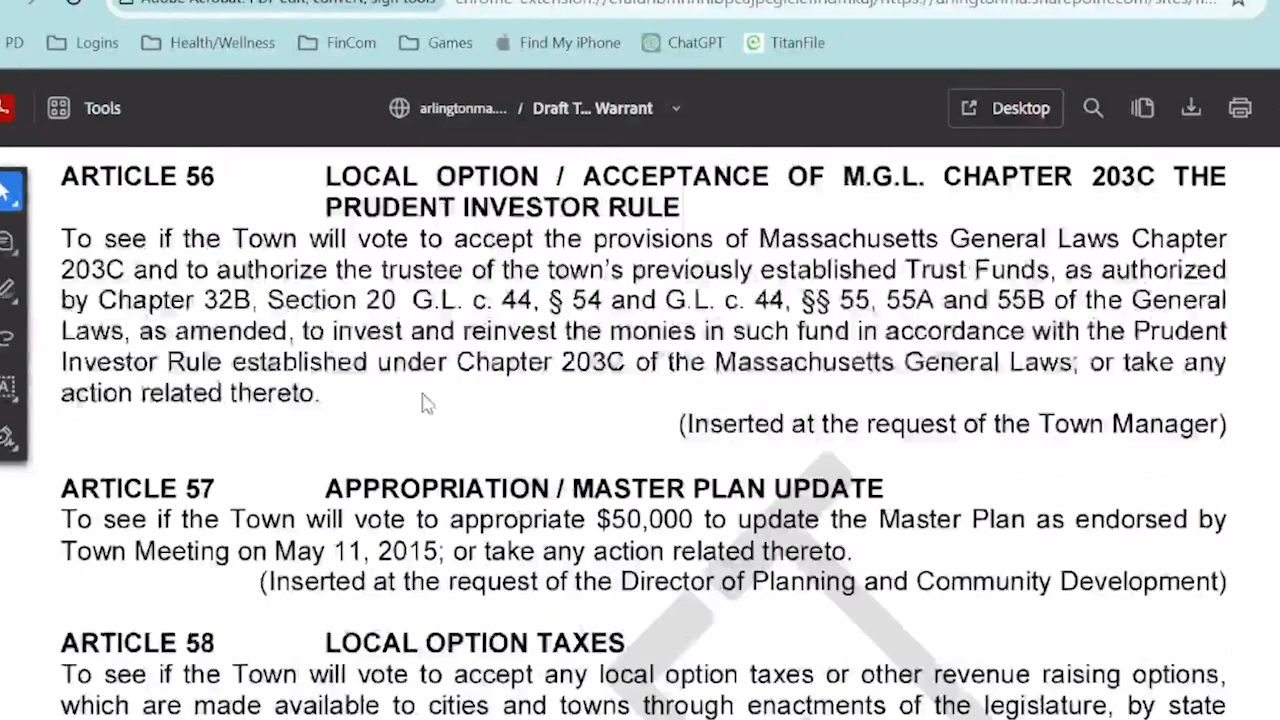 PD Logins Health/Wellness FinCom Games Find My iPhone ChatGPT TitanFile
Tools arlingtonma.... / Draft T... Warrant Desktop
ARTICLE 56 LOCAL OPTION / ACCEPTANCE OF M.G.L. CHAPTER 203C THE
PRUDENT INVESTOR RULE
To see if the Town will vote to accept the provisions of Massachusetts General Laws Chapter
203C and to authorize the trustee of the town's previously established Trust Funds, as authorized
by Chapter 32B, Section 20 G.L. c. 44, § 54 and G.L. c. 44, §§ 55, 55A and 55B of the General
Laws, as amended, to invest and reinvest the monies in such fund in accordance with the Prudent
Investor Rule established under Chapter 203C of the Massachusetts General Laws; or take any
action related thereto.
(Inserted at the request of the Town Manager)
ARTICLE 57 APPROPRIATION / MASTER PLAN UPDATE
To see if the Town will vote to appropriate $50,000 to update the Master Plan as endorsed by
Town Meeting on May 11, 2015; or take any action related thereto.
(Inserted at the request of the Director of Planning and Community Development)
ARTICLE 58 LOCAL OPTION TAXES
To see if the Town will vote to accept any local option taxes or other revenue raising options,
which are made available to cities and towns through enactments of the legislature, by state